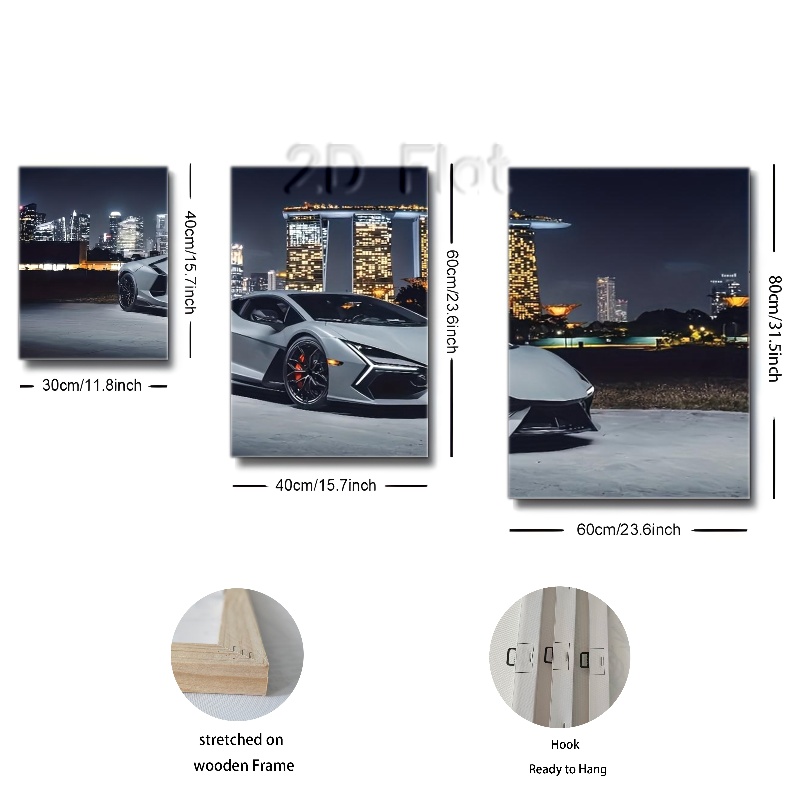 2D Flat
40cm/15.7inch
30cm/11.8inch
60cm/23.6inch
40cm/15.7inch
80cm/31.5inch
60cm/23.6inch
stretched on
wooden Frame
Hook
Ready to Hang